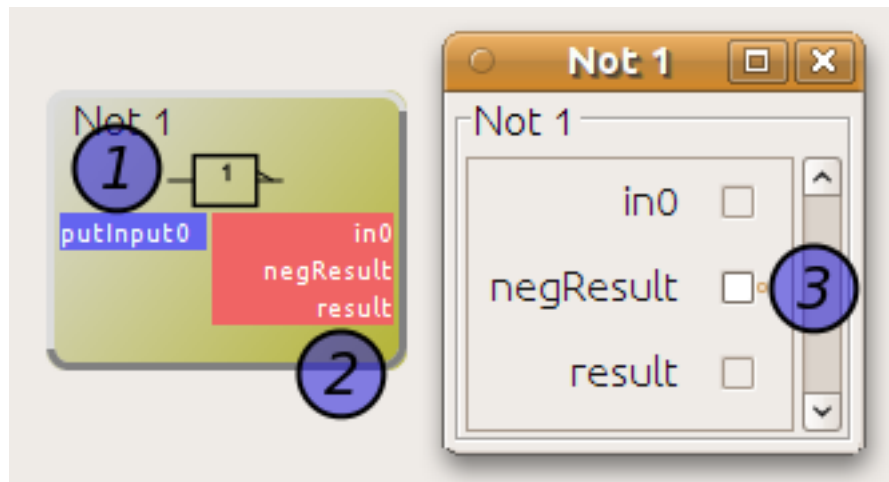 Not 1
1
1
putInput0
in0
negResult
result
2
Not 1
Not 1
in0
negResult
3
result